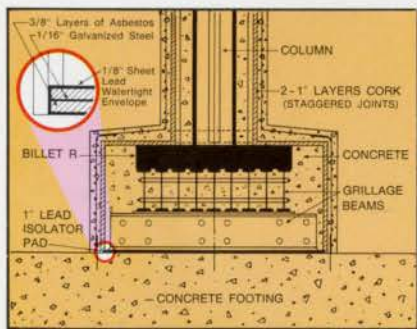 3/8" Layers of Asbestos
1/16" Galvanized Steel
1/8" Sheet
Lead
Watertight
Envelope
COLUMN
2-1" LAYERS CORK
(STAGGERED JOINTS)
BILLET R
CONCRETE
GRILLAGE
BEAMS
1" LEAD
ISOLATOR
PAD
CONCRETE FOOTING